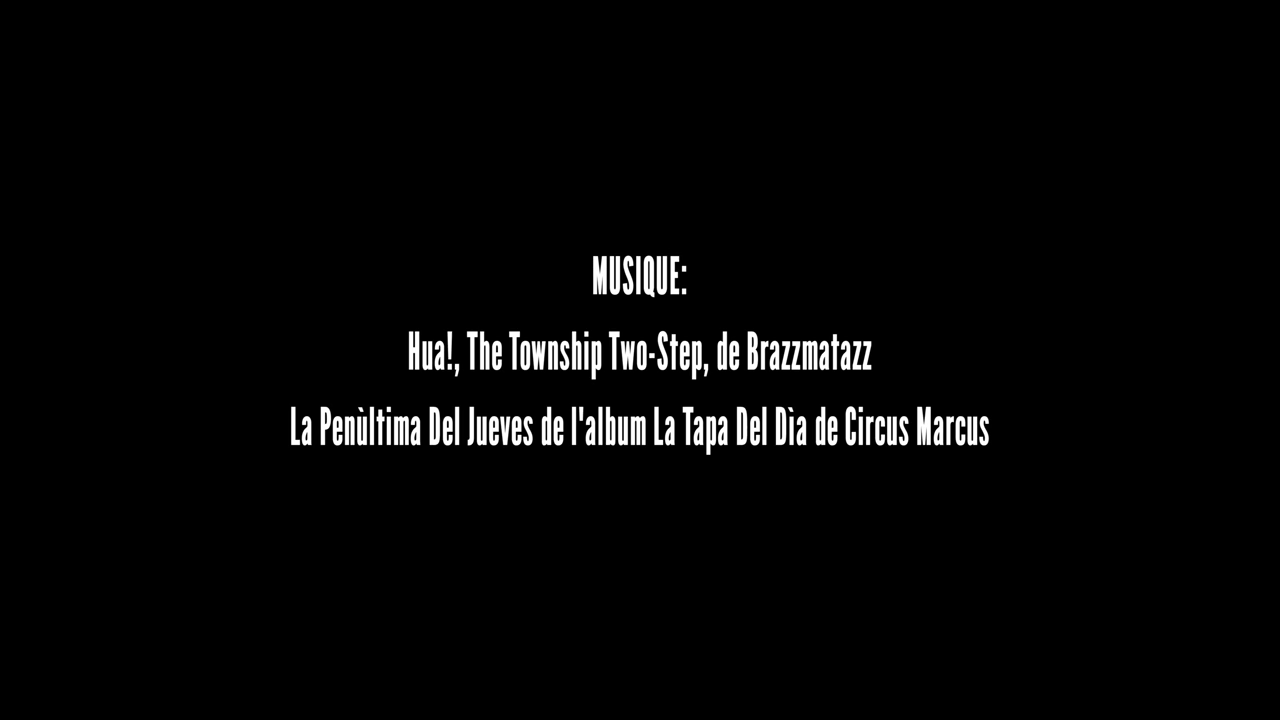 MUSIQUE:
Hua!, The Township Two-Step, de Brazzmatazz
La Penùltima Del Jueves de l'album La Tapa Del Dìa de Circus Marcus